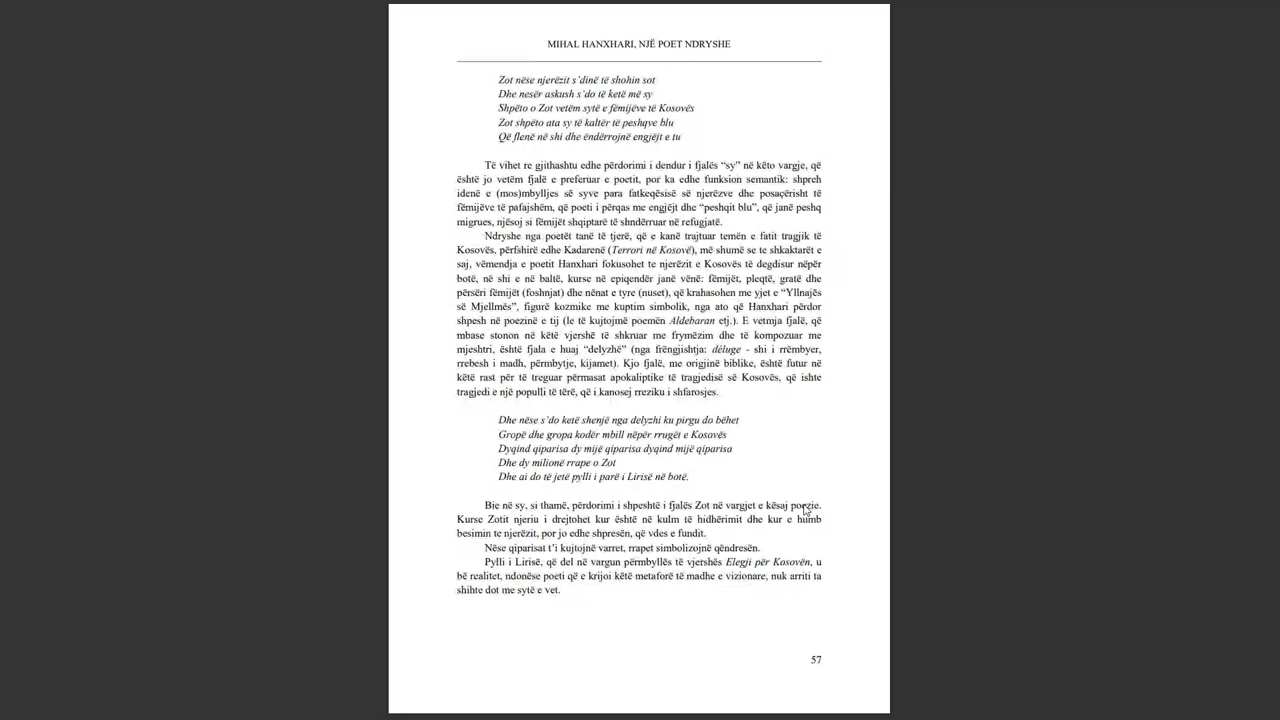 MIHAL HANXHARI, NJË POET NDRYSHE
Zot nëse njerëzit s'dinë të shohin sot
Dhe nesër askush s'do të ketë më sy
Shpëto o Zot vetëm sytë e fëmijëve të Kosovës
Zot shpëto ata sy të kaltër të peshqve blu
Që flenë në shi dhe ëndërrojnë engjëjt e tu
Të vihet re gjithashtu edhe përdorimi i dendur i fjalës “sy” në këto vargje, që
është jo vetëm fjalë e preferuar e poetit, por ka edhe funksion semantik: shpreh
idenë e (mos)mbylljes së syve para fatkeqësisë së njerëzve dhe posaçërisht të
fëmijëve të pafajshëm, që poeti i përqas me engjëjt dhe “peshqit blu”, që janë peshq
migrues, njësoj si fëmijët shqiptarë të shndërruar në refugjatë.
Ndryshe nga poetët tanë të tjerë, që e kanë trajtuar temën e fatit tragjik të
Kosovës, përfshirë edhe Kadarenë (Terrori në Kosovë), më shumë se te shkaktarët e
saj, vëmendja e poetit Hanxhari fokusohet te njerëzit e Kosovës të degdisur nëpër
botë, në shi e në baltë, kurse në epiqendër janë vënë: fëmijët, pleqtë, gratë dhe
përsëri fëmijët (foshnjat) dhe nënat e tyre (nuset), që krahasohen me yjet e “Yllnajës
së Mjellmës”, figurë kozmike me kuptim simbolik, nga ato që Hanxhari përdor
shpesh në poezinë e tij (le të kujtojmë poemën Aldebaran etj.). E vetmja fjalë, që
mbase stonon në këtë vjershë të shkruar me frymëzim dhe të kompozuar me
mjeshtri, është fjala e huaj “delyzhë” (nga frëngjishtja: déluge - shi i rrëmbyer,
rrebesh i madh, përmbytje, kijamet). Kjo fjalë, me origjinë biblike, është futur në
këtë rast për të treguar përmasat apokaliptike të tragjedisë së Kosovës, që ishte
tragjedi e një populli të tërë, që i kanosej rreziku i shfarosjes.
Dhe nëse s'do ketë shenjë nga delyzhi ku pirgu do bëhet
Gropë dhe gropa kodër mbill nëpër rrugët e Kosovës
Dyqind qiparisa dy mijë qiparisa dyqind mijë qiparisa
Dhe dy milionë rrape o Zot
Dhe ai do të jetë pylli i parë i Lirisë në botë.
Bie në sy, si thamë, përdorimi i shpeshtë i fjalës Zot në vargjet e kësaj poezie.
Kurse Zotit njeriu i drejtohet kur është në kulm të hidhërimit dhe kur e humb
besimin te njerëzit, por jo edhe shpresën, që vdes e fundit.
Nëse qiparisat t'i kujtojnë varret, rrapet simbolizojnë qëndresën.
Pylli i Lirisë, që del në vargun përmbyllës të vjershës Elegji për Kosovën, u
bë realitet, ndonëse poeti që e krijoi këtë metaforë të madhe e vizionare, nuk arriti ta
shihte dot me sytë e vet.
57